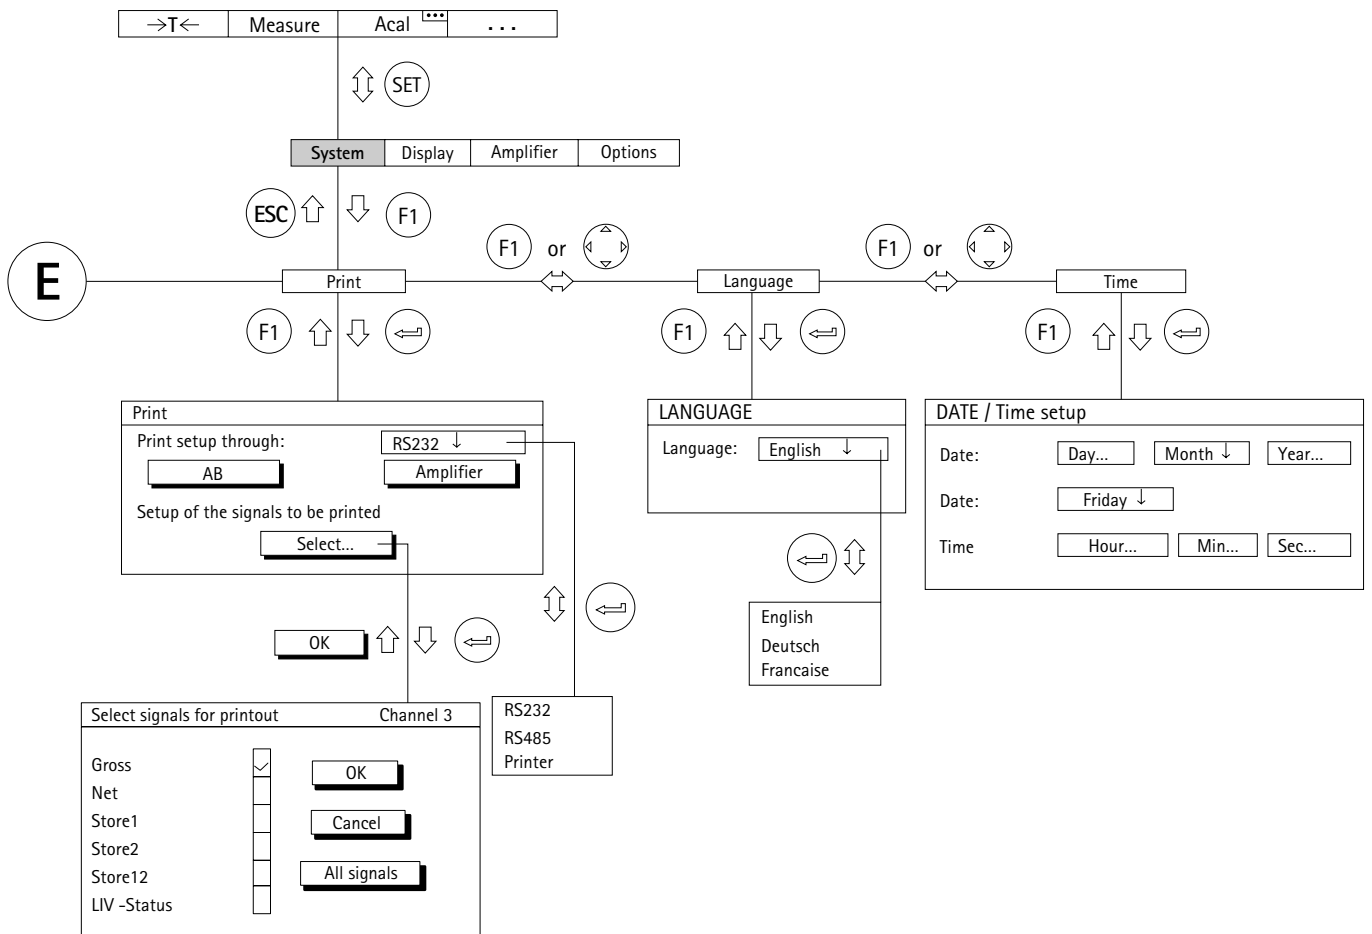 →T← Measure Acal ...
SET
System Display Amplifier Options
ESC F1
F1 or
F1 or
E
Print Language Time
F1
F1
F1
Print
Print setup through: RS232 ↓
AB Amplifier
Setup of the signals to be printed
Select...
LANGUAGE
Language: English ↓
DATE / Time setup
Date: Day... Month ↓ Year...
Date: Friday ↓
Time Hour... Min... Sec...
English
Deutsch
Francaise
OK
RS232
RS485
Printer
Select signals for printout Channel 3
Gross OK
Net
Store1 Cancel
Store2
Store12 All signals
LIV -Status